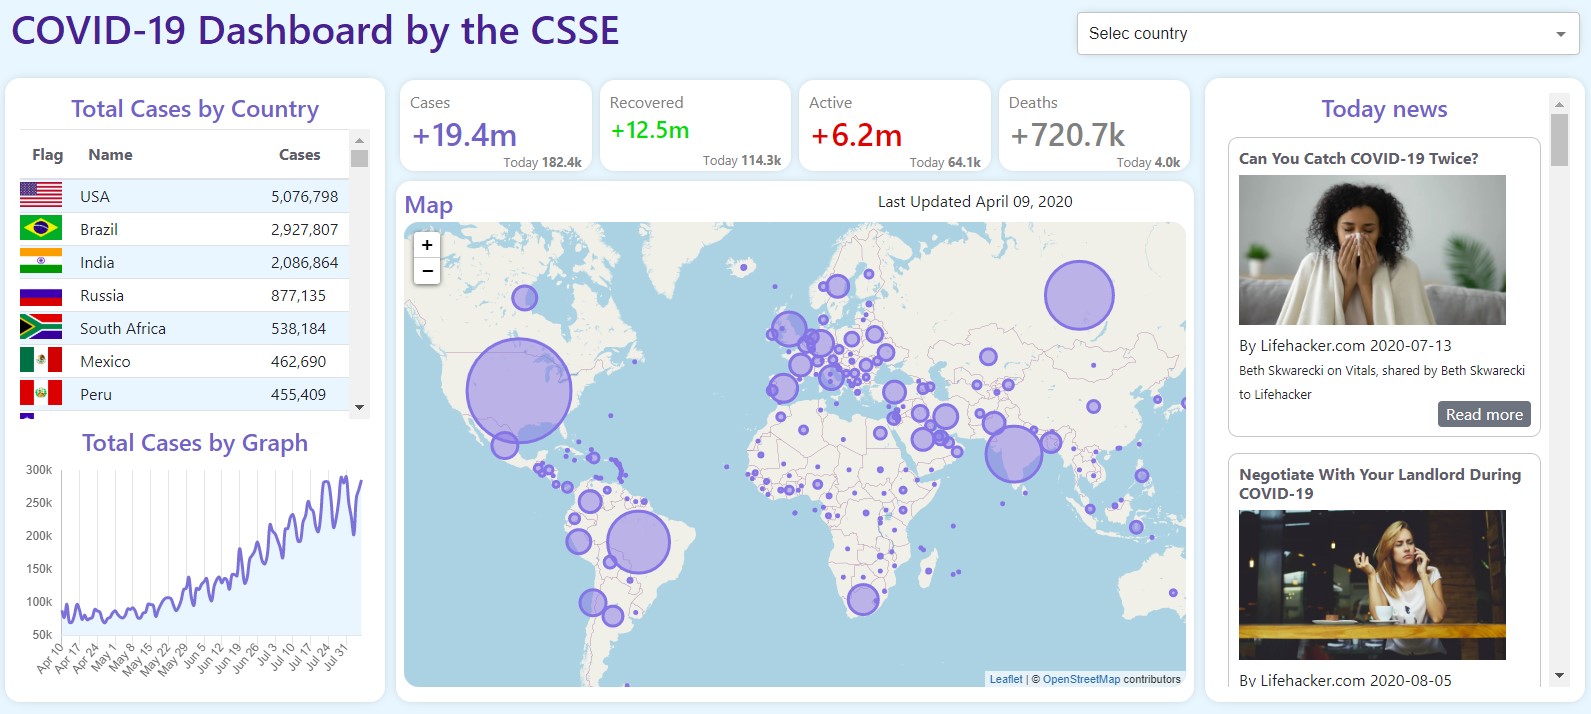 COVID-19 Dashboard by the CSSE
Selec country
Total Cases by Country
Flag Name Cases
USA 5,076,798
Brazil 2,927,807
India 2,086,864
Russia 877,135
South Africa 538,184
Mexico 462,690
Peru 455,409
Total Cases by Graph
300k
250k
200k
150k
100k
50k
Apr 10
Apr 17
Apr 24
May 1
May 8
May 15
May 22
May 29
Jun 5
Jun 12
Jun 19
Jun 26
Jul 3
Jul 10
Jul 17
Jul 24
Jul 31
Cases
+19.4m
Today 182.4k
Recovered
+12.5m
Today 114.3k
Active
+6.2m
Today 64.1k
Deaths
+720.7k
Today 4.0k
Map
Last Updated April 09, 2020
+
−
Leaflet | © OpenStreetMap contributors
Today news
Can You Catch COVID-19 Twice?
By Lifehacker.com 2020-07-13
Beth Skwarecki on Vitals, shared by Beth Skwarecki
to Lifehacker
Read more
Negotiate With Your Landlord During
COVID-19
By Lifehacker.com 2020-08-05